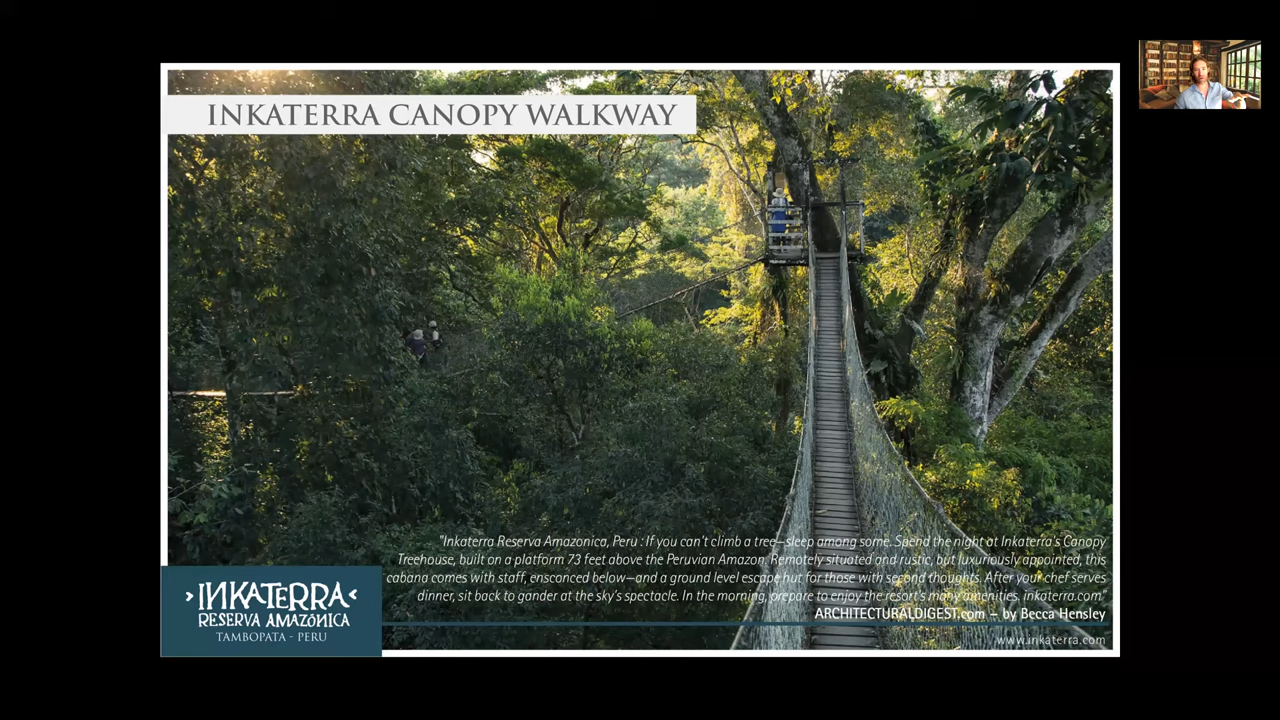 INKATERRA CANOPY WALKWAY
"Inkaterra Reserva Amazonica, Peru : If you can't climb a tree—sleep among some. Spend the night at Inkaterra's Canopy
Treehouse, built on a platform 73 feet above the Peruvian Amazon. Remotely situated and rustic, but luxuriously appointed, this
cabana comes with staff, ensconced below—and a ground level escape hut for those with second thoughts. After your chef serves
dinner, sit back to gander at the sky's spectacle. In the morning, prepare to enjoy the resort's many amenities. inkaterra.com"
ARCHITECTURALDIGEST.com – by Becca Hensley
www.inkaterra.com
INKATERRA
RESERVA AMAZÓNICA
TAMBOPATA - PERU